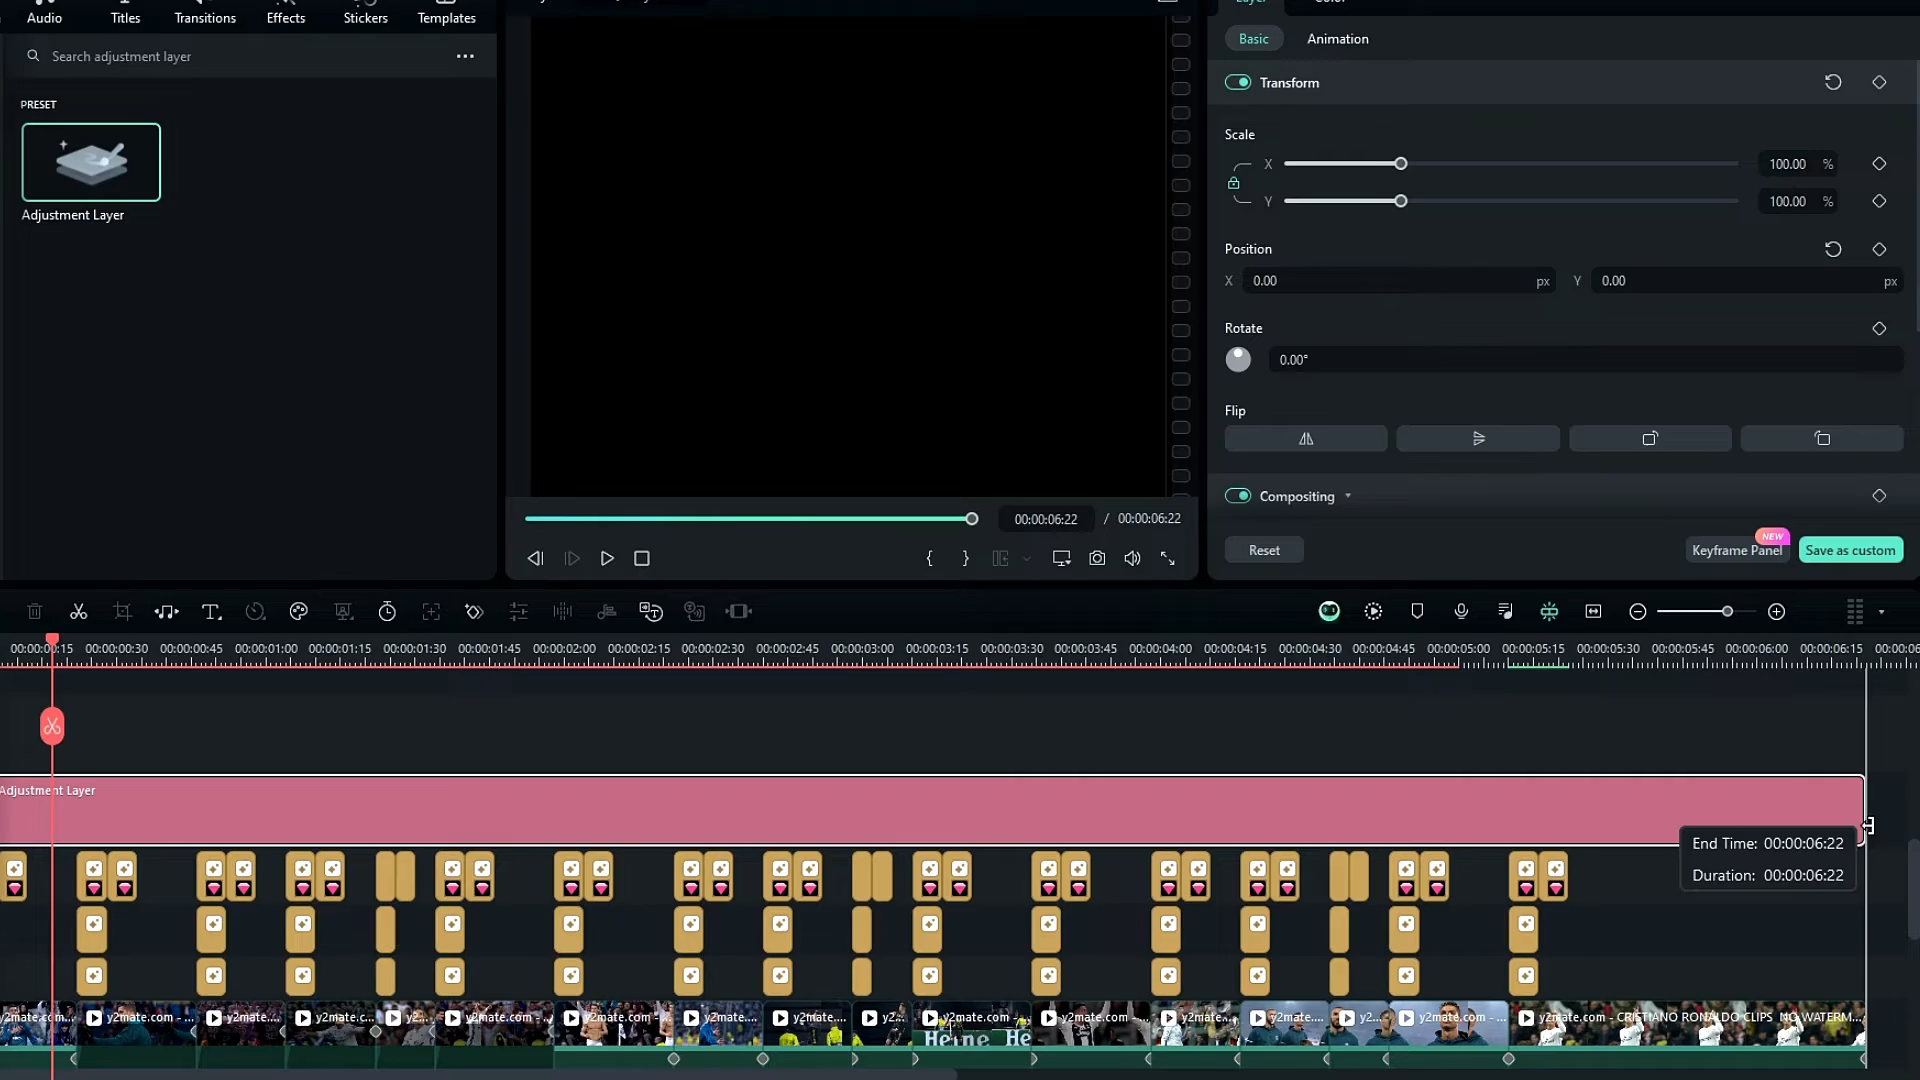 Audio
Titles
Transitions
Effects
Stickers
Templates
Search adjustment layer
PRESET
Adjustment Layer
00:00:06:22 / 00:00:06:22
Basic
Animation
Transform
Scale
X 100.00 %
Y 100.00 %
Position
X 0.00 px Y 0.00 px
Rotate
0.00°
Flip
Compositing
Reset
NEW
Keyframe Panel
Save as custom
00:00:00:15 00:00:00:30 00:00:00:45 00:00:01:00 00:00:01:15 00:00:01:30 00:00:01:45 00:00:02:00 00:00:02:15 00:00:02:30 00:00:02:45 00:00:03:00 00:00:03:15 00:00:03:30 00:00:03:45 00:00:04:00 00:00:04:15 00:00:04:30 00:00:04:45 00:00:05:00 00:00:05:15 00:00:05:30 00:00:05:45 00:00:06:00 00:00:06:15 00:00:06
Adjustment Layer
End Time: 00:00:06:22
Duration: 00:00:06:22
y2mate.com - ... y2mate.... y2mate.c... y2... y2mate.com - ... y2mate.com - ... y2mate.... y2mate.... y2... y2mate.com - ... y2mate.com -... y2mate.... y2mate.com... y2... y2mate.com - ... y2mate.com - CRISTIANO RONALDO CLIPS NO WATERM...
Heine He